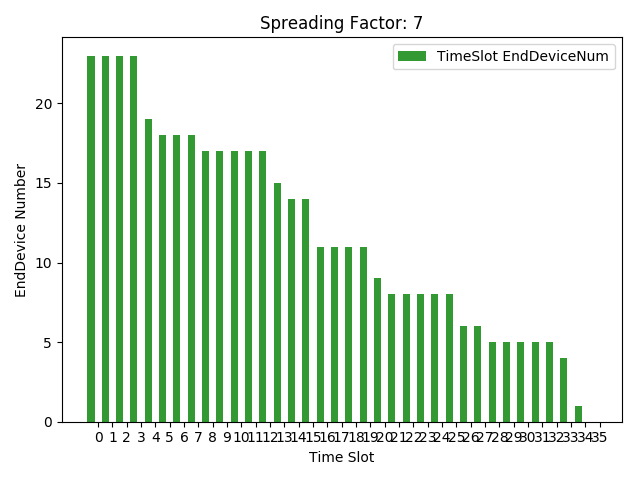 Spreading Factor: 7
TimeSlot EndDeviceNum
EndDevice Number
20
15
10
5
0
0 1 2 3 4 5 6 7 8 9 10 11 12 13 14 15 16 17 18 19 20 21 22 23 24 25 26 27 28 29 30 31 32 33 34 35
Time Slot